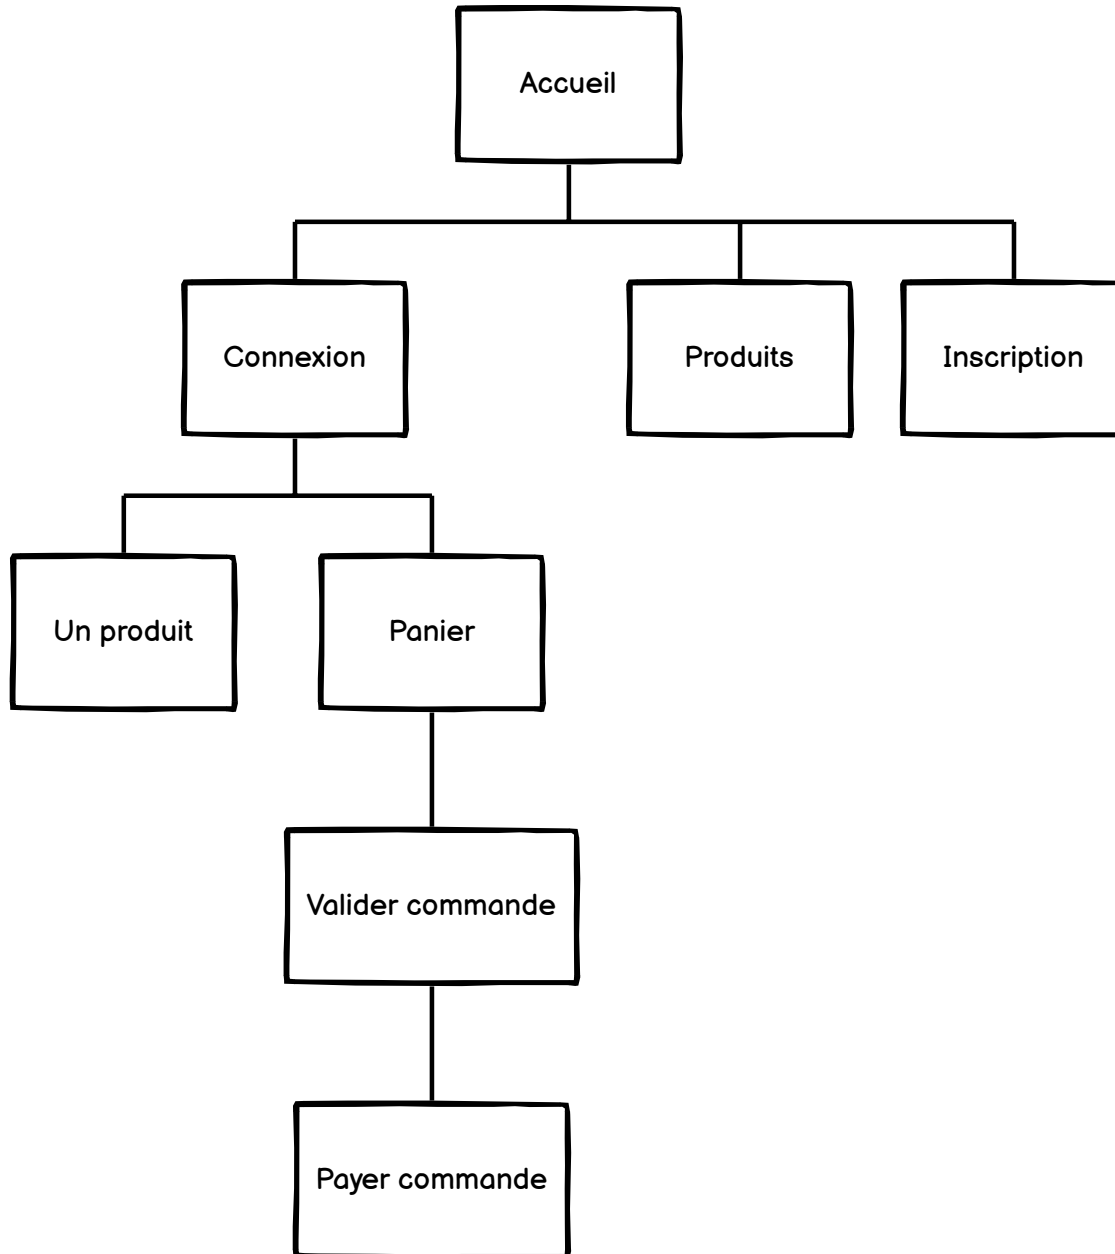 Accueil
Connexion
Produits
Inscription
Un produit
Panier
Valider commande
Payer commande